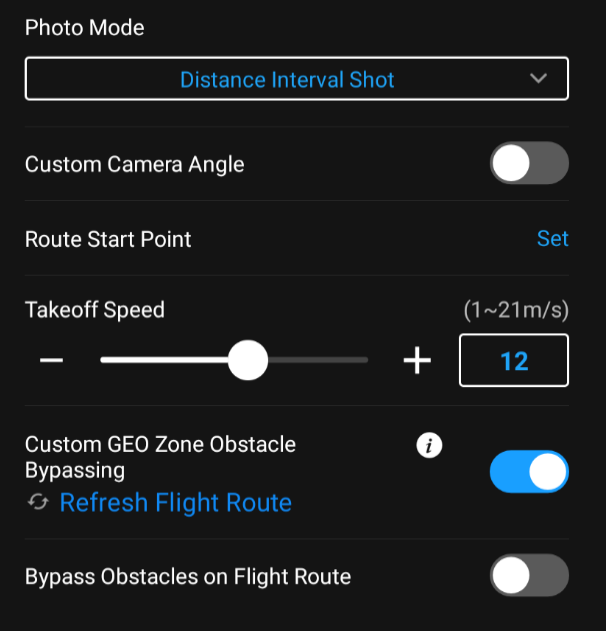 Photo Mode
Distance Interval Shot
Custom Camera Angle
Route Start Point Set
Takeoff Speed (1~21m/s)
12
Custom GEO Zone Obstacle
Bypassing
Refresh Flight Route
Bypass Obstacles on Flight Route